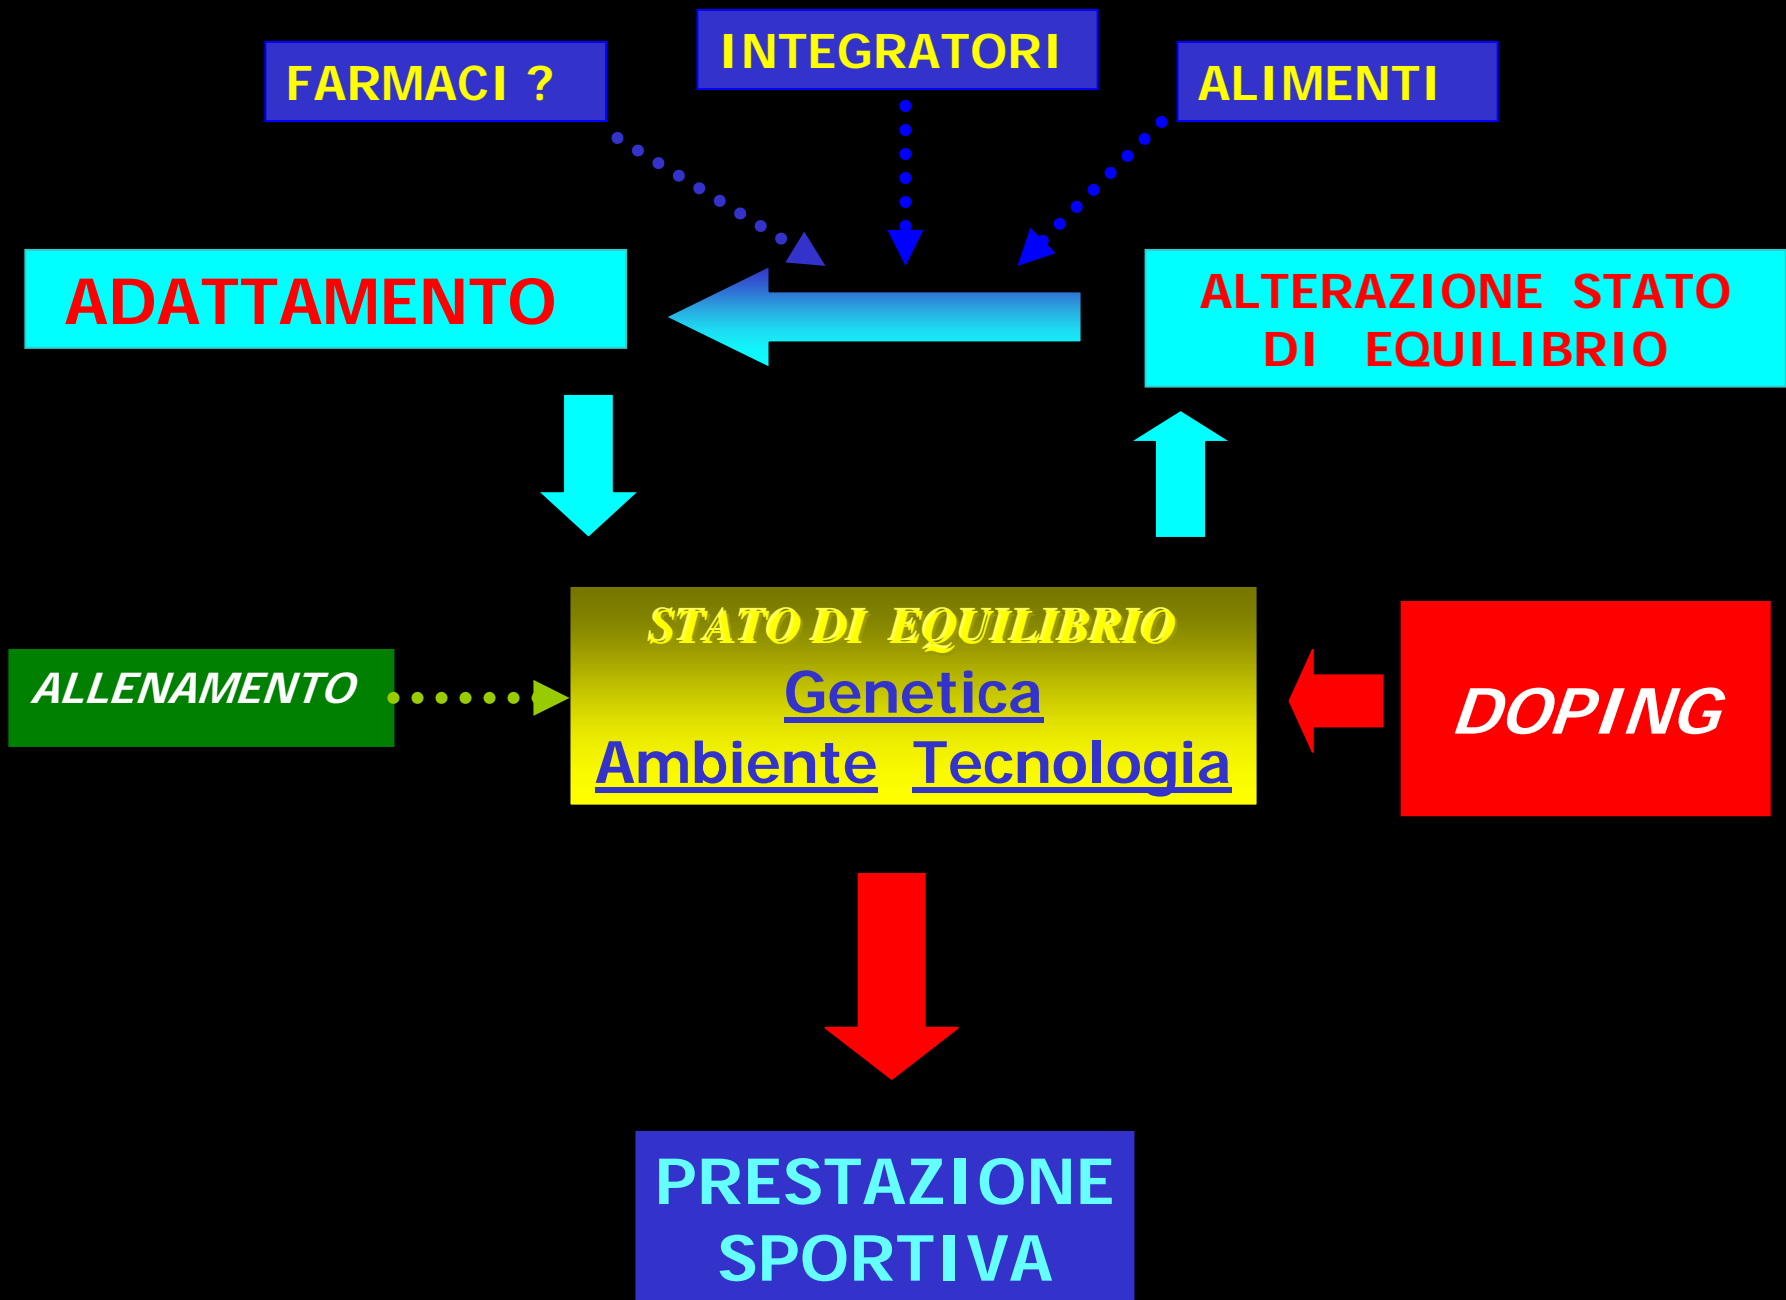 INTEGRATORI
FARMACI ?
ALIMENTI
ADATTAMENTO
ALTERAZIONE STATO
DI EQUILIBRIO
STATO DI EQUILIBRIO
Genetica
Ambiente Tecnologia
ALLENAMENTO
DOPING
PRESTAZIONE
SPORTIVA